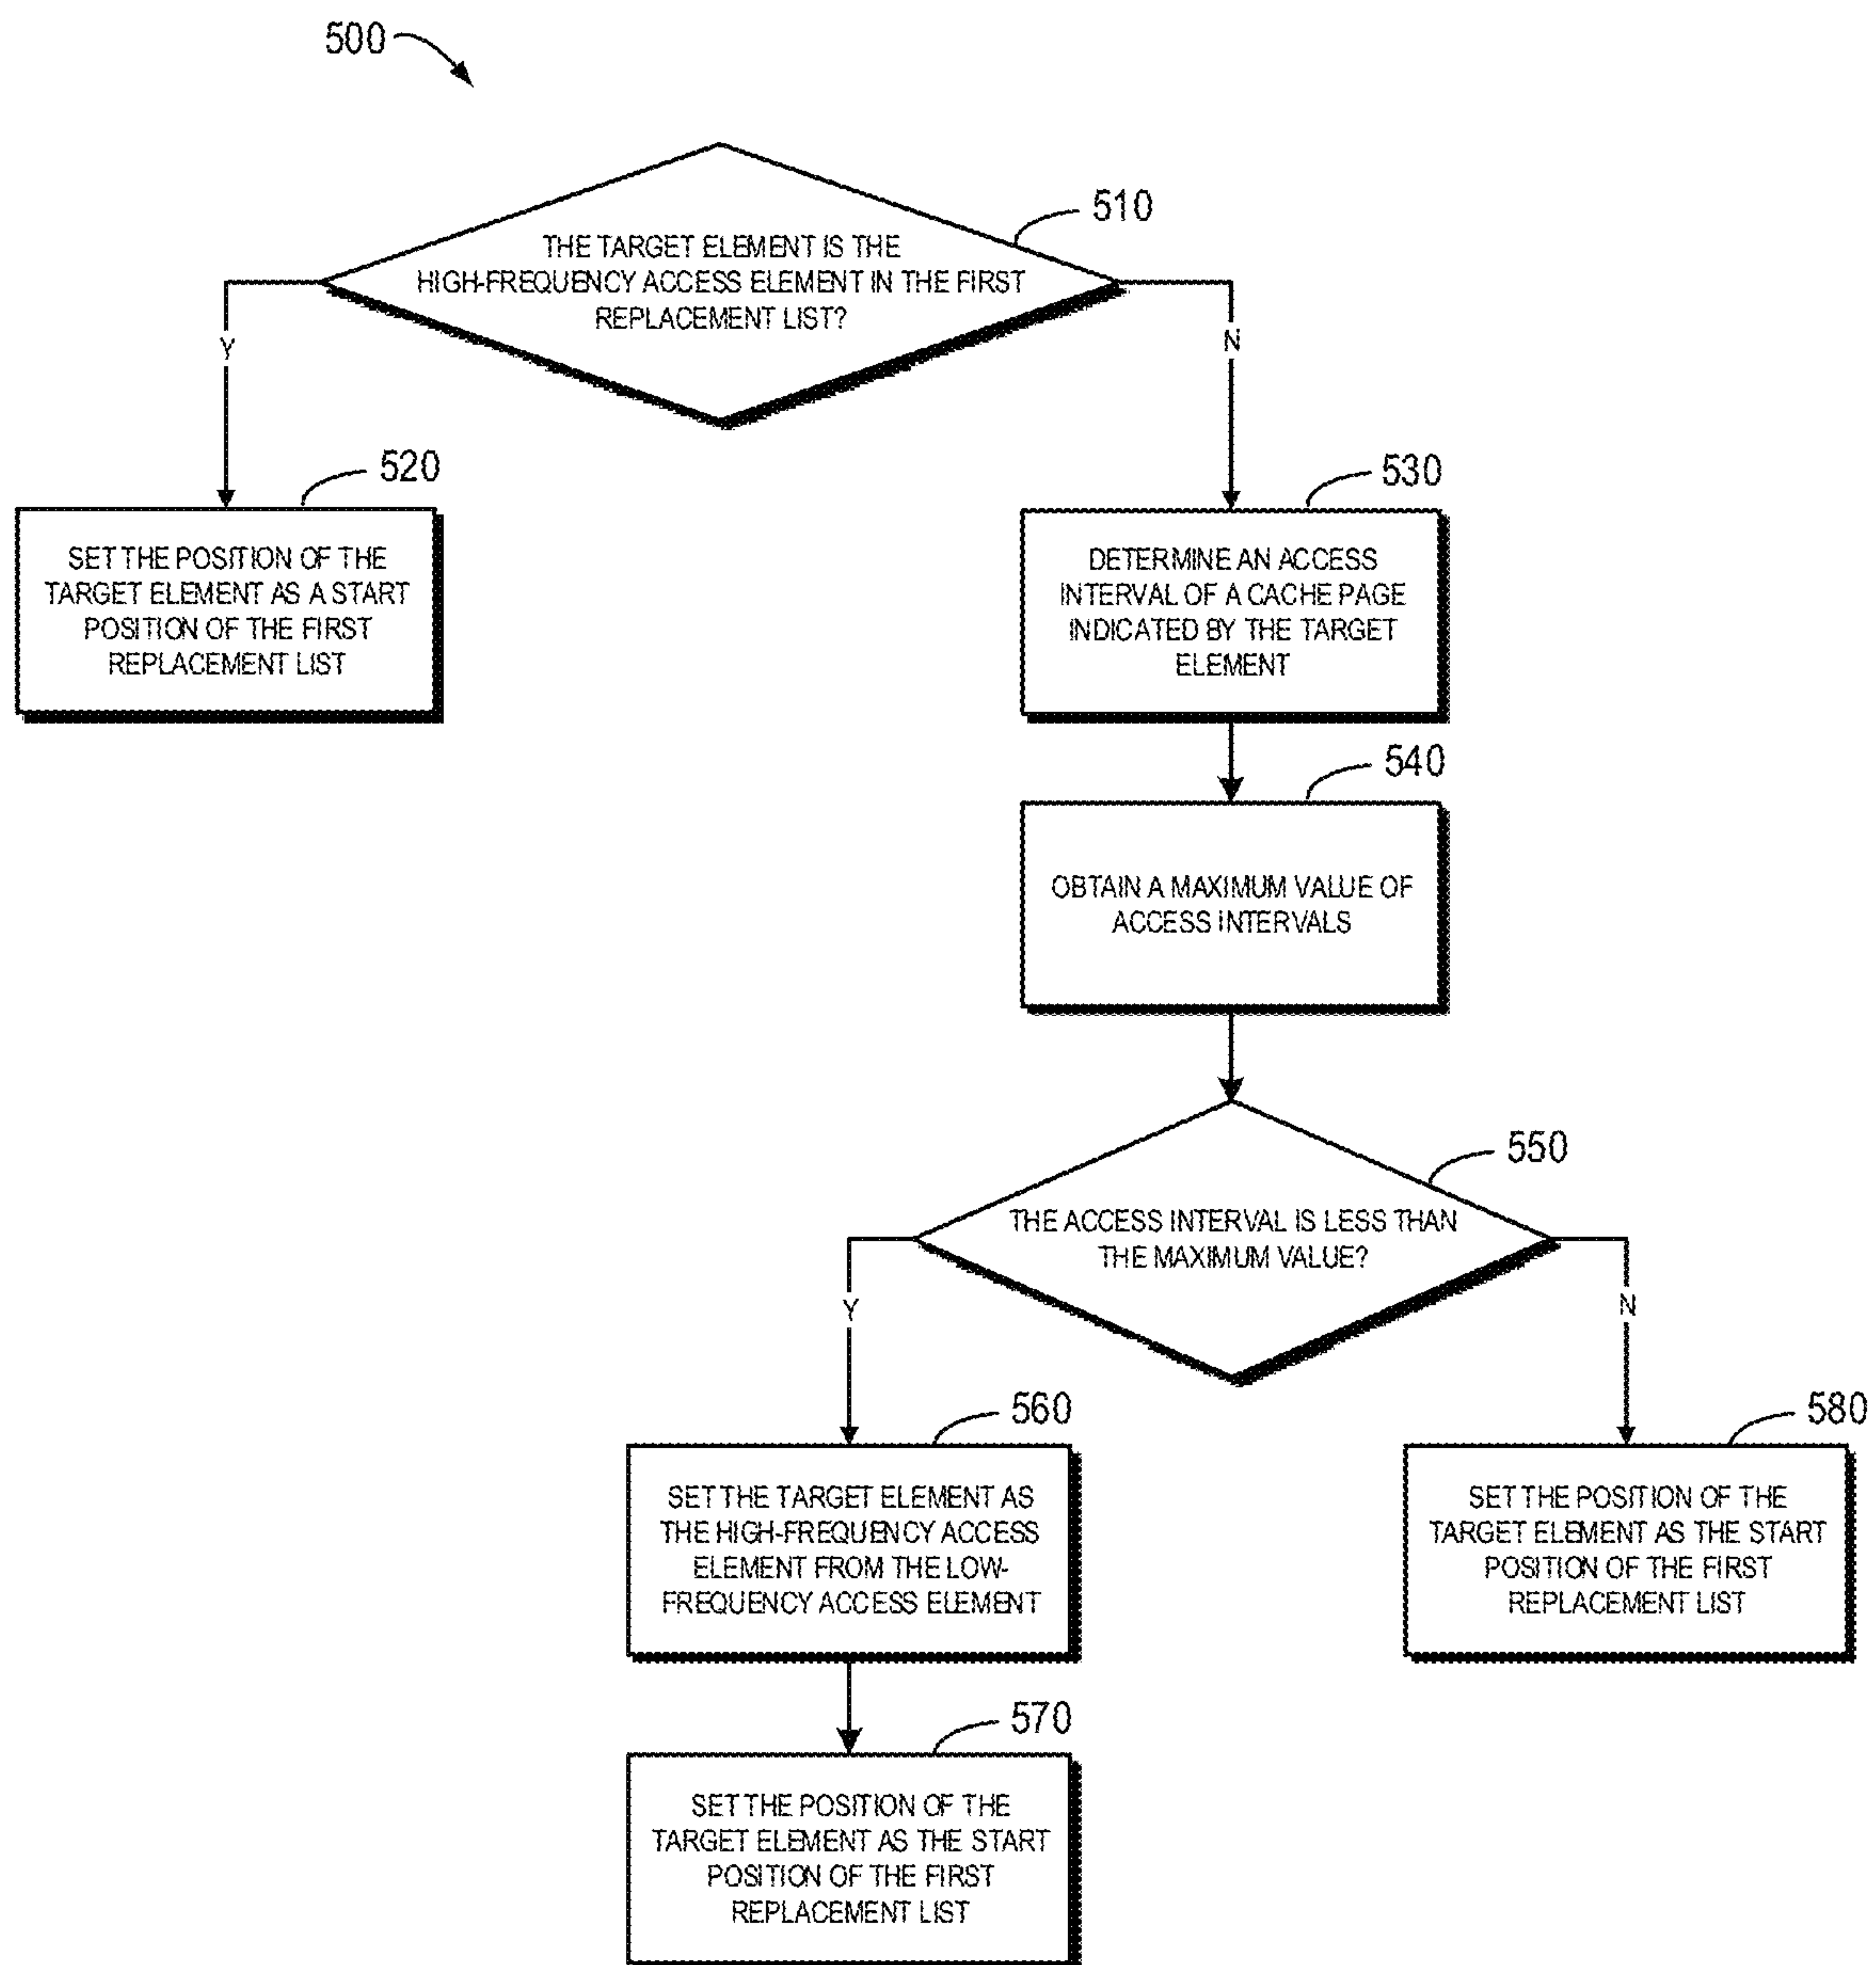 500
510
THE TARGET ELEMENT IS THE
HIGH-FREQUENCY ACCESS ELEMENT IN THE FIRST
REPLACEMENT LIST?
Y
N
520
SET THE POSITION OF THE
TARGET ELEMENT AS A START
POSITION OF THE FIRST
REPLACEMENT LIST
530
DETERMINE AN ACCESS
INTERVAL OF A CACHE PAGE
INDICATED BY THE TARGET
ELEMENT
540
OBTAIN A MAXIMUM VALUE OF
ACCESS INTERVALS
550
THE ACCESS INTERVAL IS LESS THAN
THE MAXIMUM VALUE?
Y
N
560
SET THE TARGET ELEMENT AS
THE HIGH-FREQUENCY ACCESS
ELEMENT FROM THE LOW-
FREQUENCY ACCESS ELEMENT
580
SET THE POSITION OF THE
TARGET ELEMENT AS THE START
POSITION OF THE FIRST
REPLACEMENT LIST
570
SET THE POSITION OF THE
TARGET ELEMENT AS THE START
POSITION OF THE FIRST
REPLACEMENT LIST